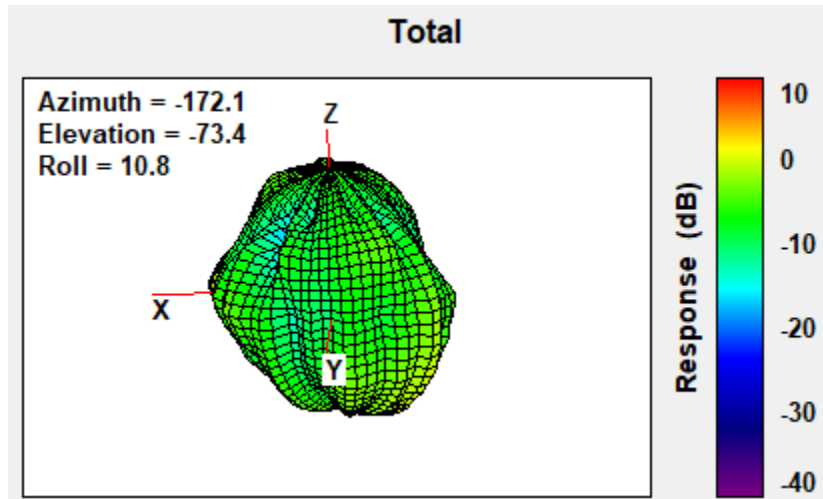 Total
Azimuth = -172.1
Elevation = -73.4
Roll = 10.8
Z
X
Y
Response (dB)
10
0
-10
-20
-30
-40